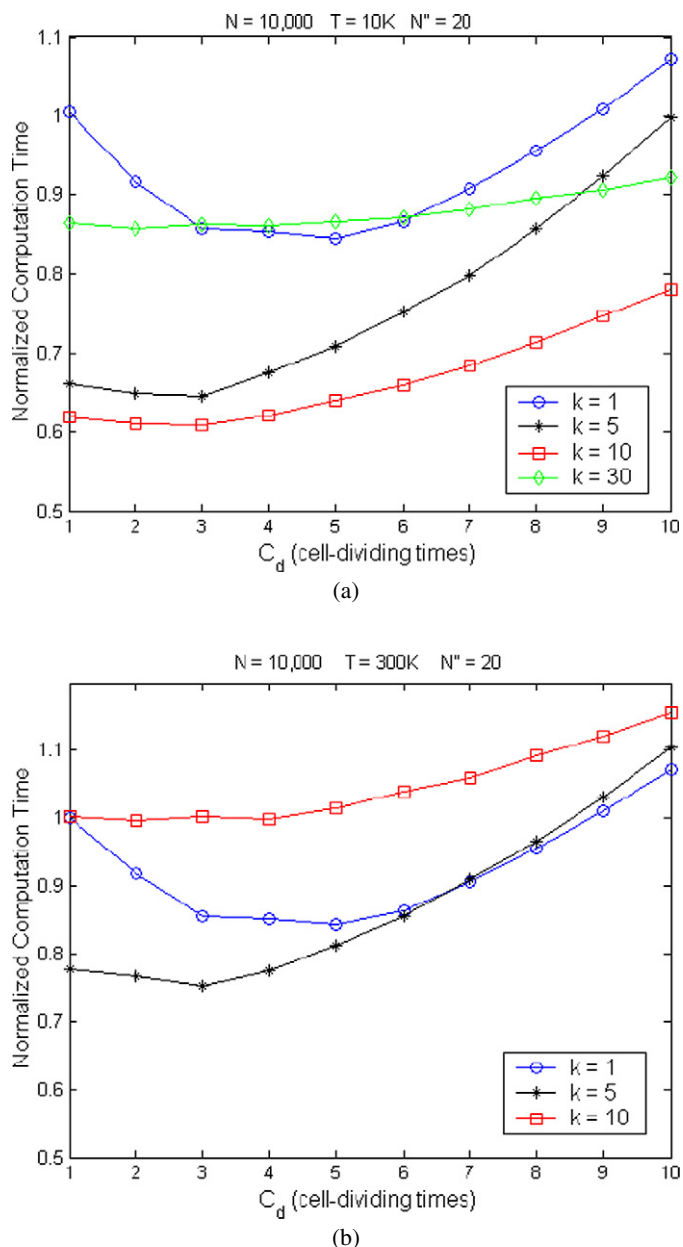 N = 10,000 T = 10K N" = 20
1.1
1
0.9
0.8
0.7
0.6
0.5
Normalized Computation Time
k = 1
k = 5
k = 10
k = 30
1 2 3 4 5 6 7 8 9 10
C_d (cell-dividing times)
(a)
N = 10,000 T = 300K N" = 20
1.1
1
0.9
0.8
0.7
0.6
0.5
Normalized Computation Time
k = 1
k = 5
k = 10
1 2 3 4 5 6 7 8 9 10
C_d (cell-dividing times)
(b)